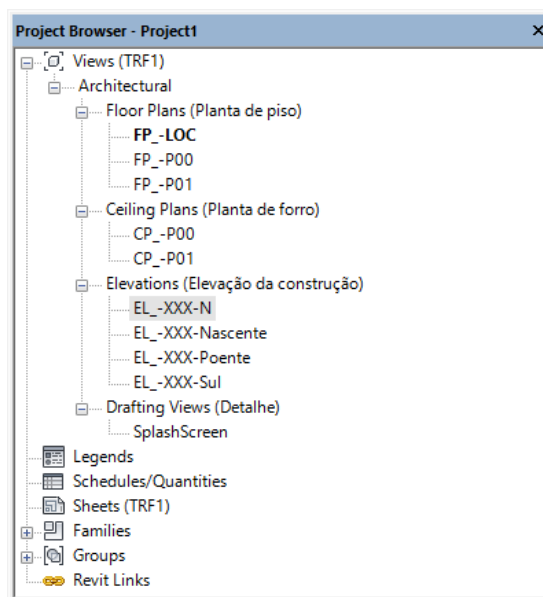 Project Browser - Project1
Views (TRF1)
Architectural
Floor Plans (Planta de piso)
FP_-LOC
FP_-P00
FP_-P01
Ceiling Plans (Planta de forro)
CP_-P00
CP_-P01
Elevations (Elevação da construção)
EL_-XXX-N
EL_-XXX-Nascente
EL_-XXX-Poente
EL_-XXX-Sul
Drafting Views (Detalhe)
SplashScreen
Legends
Schedules/Quantities
Sheets (TRF1)
Families
Groups
Revit Links